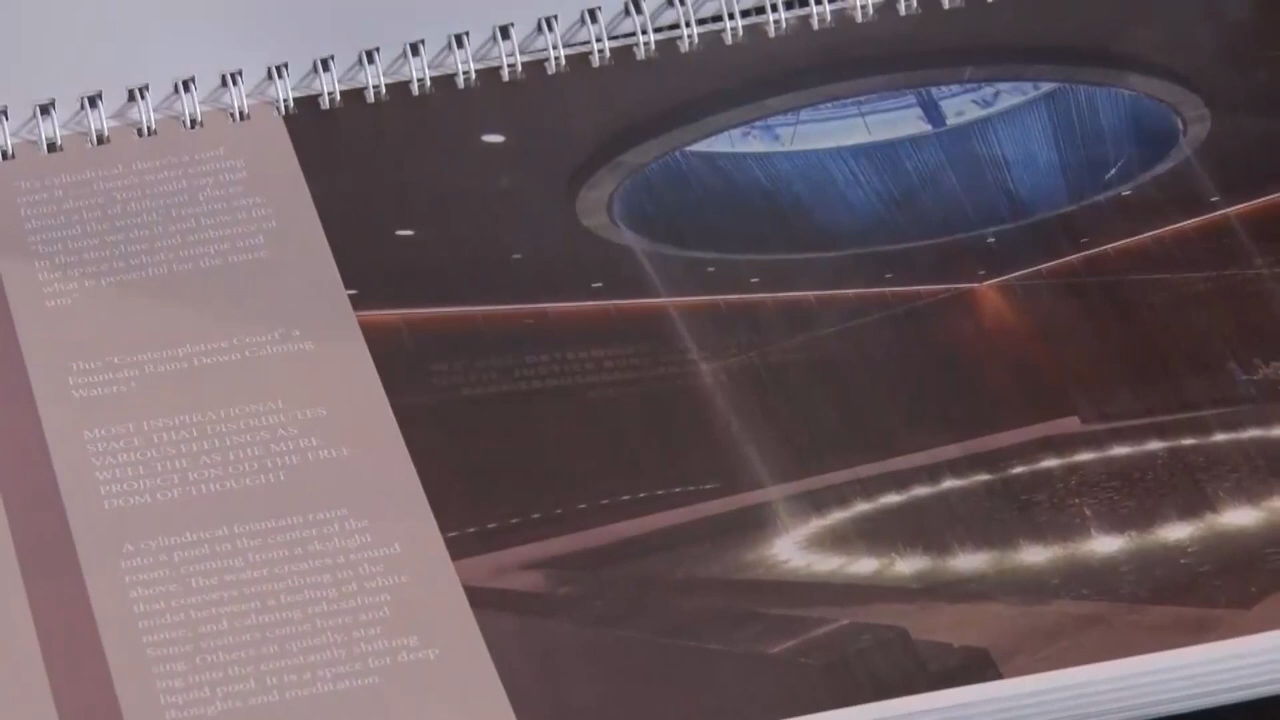 "It's cylindrical, there's a roof
over it — there's water coming
from above. You could say that
about a lot of different places
around the world," Freelon says,
"but how we do it and how it fits
in the storyline and ambiance of
the space is what's unique and
what is powerful for the muse
um"
This "Contemplative Court" a
Fountain Rains Down Calming
Waters
MOST INSPIRATIONAL
SPACE THAT DISTRIBUTES
VARIOUS FEELINGS AS
WELL THE AS THE MERE
PROJECT ION OD THE FREE
DOM OF THOUGHT
A cylindrical fountain rains
into a pool in the center of the
room, coming from a skylight
above. The water creates a sound
that conveys something in the
midst between a feeling of white
noise, and calming relaxation
Some visitors come here and
sing. Others sit quietly, star
ing into the constantly shifting
liquid pool. It is a space for deep
thoughts and meditation.
UNTIL JUSTICE RUNS